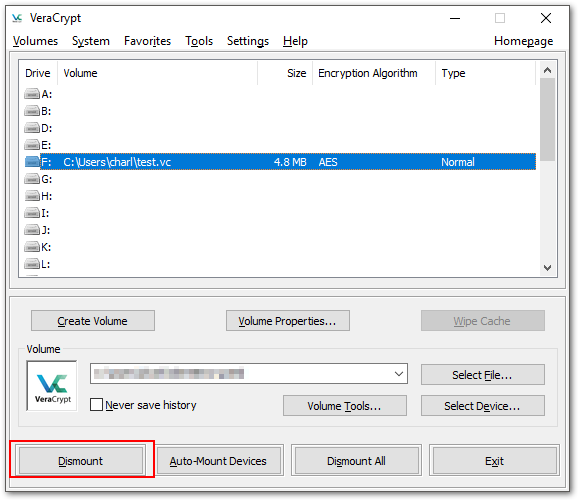 VeraCrypt
Volumes System Favorites Tools Settings Help Homepage
Drive Volume Size Encryption Algorithm Type
A:
B:
D:
E:
F: C:\Users\charl\test.vc 4.8 MB AES Normal
G:
H:
I:
J:
K:
L:
Create Volume Volume Properties... Wipe Cache
Volume
VeraCrypt
Select File...
Never save history Volume Tools... Select Device...
Dismount Auto-Mount Devices Dismount All Exit